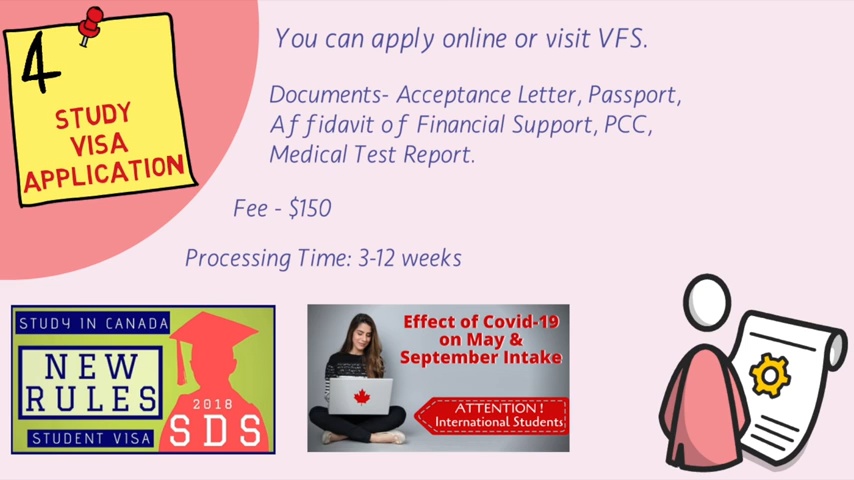 4
STUDY
VISA
APPLICATION
You can apply online or visit VFS.
Documents- Acceptance Letter, Passport,
Affidavit of Financial Support, PCC,
Medical Test Report.
Fee - $150
Processing Time: 3-12 weeks
STUDY IN CANADA
NEW
RULES
2018
SDS
STUDENT VISA
Effect of Covid-19
on May &
September Intake
ATTENTION !
International Students